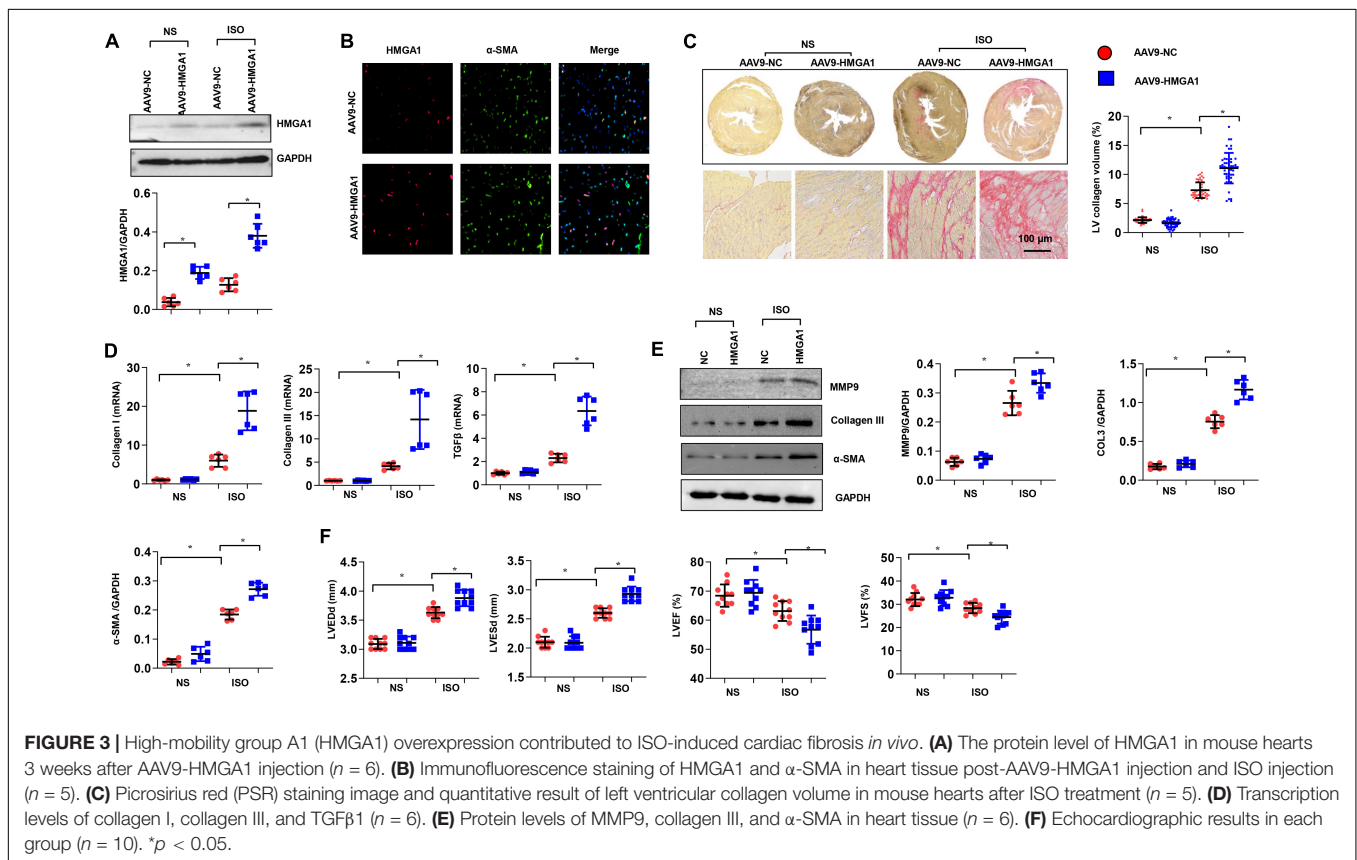 A
NS ISO
AAV9-NC AAV9-HMGA1 AAV9-NC AAV9-HMGA1
HMGA1
GAPDH
HMGA1/GAPDH
0.6
0.4
0.2
0.0
NS ISO
* *
B
HMGA1 α-SMA Merge
AAV9-NC
AAV9-HMGA1
C
NS ISO
AAV9-NC AAV9-HMGA1 AAV9-NC AAV9-HMGA1
100 µm
AAV9-NC
AAV9-HMGA1
LV collagen volume (%)
20
15
10
5
0
NS ISO
* *
D
Collagen I (mRNA)
30
20
10
0
NS ISO
* *
Collagen III (mRNA)
25
20
15
10
5
0
NS ISO
* *
TGFβ (mRNA)
10
8
6
4
2
0
NS ISO
* *
E
NS ISO
NC HMGA1 NC HMGA1
MMP9
Collagen III
α-SMA
GAPDH
MMP9/GAPDH
0.4
0.3
0.2
0.1
0.0
NS ISO
* *
COL3 /GAPDH
1.5
1.0
0.5
0.0
NS ISO
* *
α-SMA /GAPDH
0.4
0.3
0.2
0.1
0.0
NS ISO
* *
F
LVEDd (mm)
4.5
4.0
3.5
3.0
2.5
NS ISO
* *
LVESd (mm)
3.5
3.0
2.5
2.0
1.5
NS ISO
* *
LVEF (%)
80
70
60
50
40
NS ISO
* *
LVFS (%)
50
40
30
20
10
0
NS ISO
* *
FIGURE 3 | High-mobility group A1 (HMGA1) overexpression contributed to ISO-induced cardiac fibrosis in vivo. (A) The protein level of HMGA1 in mouse hearts
3 weeks after AAV9-HMGA1 injection (n = 6). (B) Immunofluorescence staining of HMGA1 and α-SMA in heart tissue post-AAV9-HMGA1 injection and ISO injection
(n = 5). (C) Picrosirius red (PSR) staining image and quantitative result of left ventricular collagen volume in mouse hearts after ISO treatment (n = 5). (D) Transcription
levels of collagen I, collagen III, and TGFβ1 (n = 6). (E) Protein levels of MMP9, collagen III, and α-SMA in heart tissue (n = 6). (F) Echocardiographic results in each
group (n = 10). *p < 0.05.